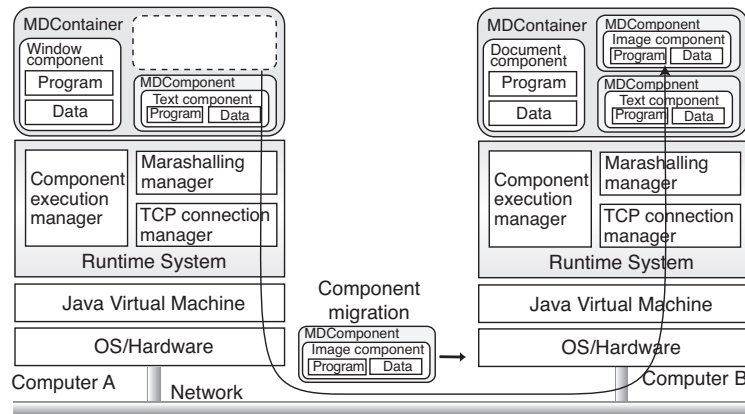 MDContainer
Window
component
Program
Data
MDComponent
Text component
Program Data
Component
execution
manager
Marashalling
manager
TCP connection
manager
Runtime System
Java Virtual Machine
OS/Hardware
Computer A
Network
Component
migration
MDComponent
Image component
Program Data
MDContainer
Document
component
Program
Data
MDComponent
Image component
Program Data
MDComponent
Text component
Program Data
Component
execution
manager
Marashalling
manager
TCP connection
manager
Runtime System
Java Virtual Machine
OS/Hardware
Computer B